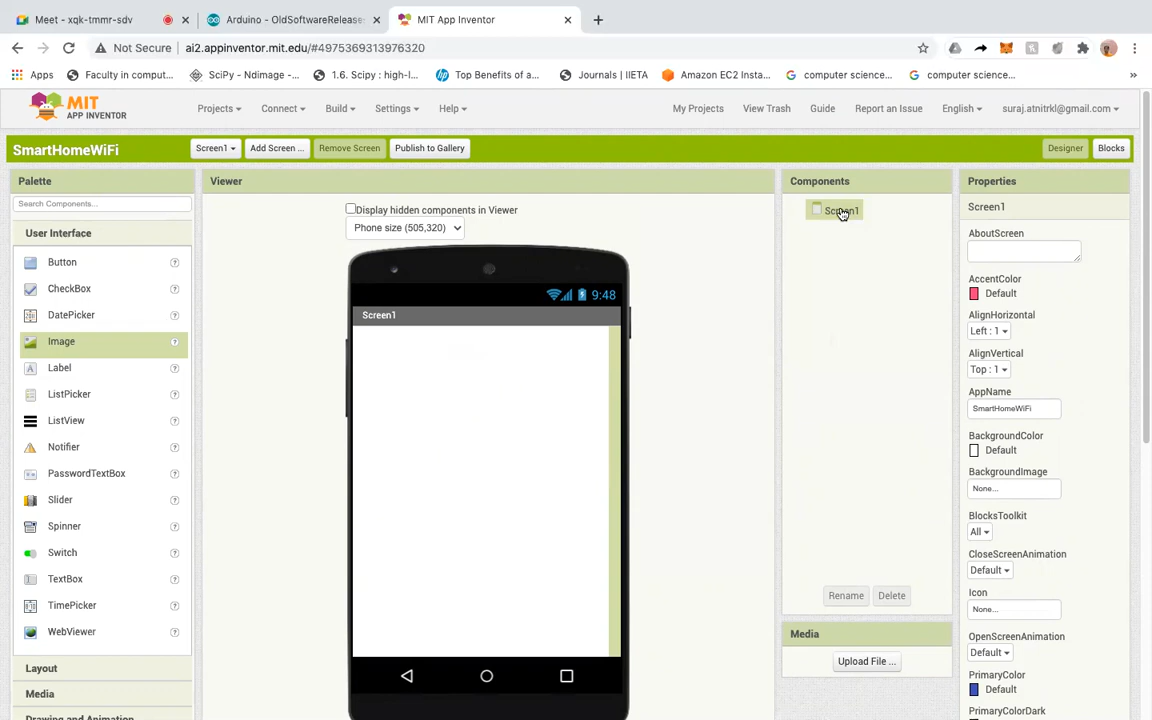 Meet - xqk-tmmr-sdv
Arduino - OldSoftwareRelease
MIT App Inventor
Not Secure
ai2.appinventor.mit.edu/#4975369313976320
Apps
Faculty in comput...
SciPy - Ndimage -...
1.6. Scipy : high-l...
Top Benefits of a...
Journals | IIETA
Amazon EC2 Insta...
computer science...
computer science...
MIT
APP INVENTOR
Projects
Connect
Build
Settings
Help
My Projects
View Trash
Guide
Report an Issue
English
suraj.atnitrkl@gmail.com
SmartHomeWiFi
Screen1
Add Screen ...
Remove Screen
Publish to Gallery
Designer
Blocks
Palette
Search Components...
User Interface
Button
CheckBox
DatePicker
Image
Label
ListPicker
ListView
Notifier
PasswordTextBox
Slider
Spinner
Switch
TextBox
TimePicker
WebViewer
Layout
Media
Drawing and Animation
Viewer
Display hidden components in Viewer
Phone size (505,320)
9:48
Screen1
Components
Screen1
Rename
Delete
Media
Upload File ...
Properties
Screen1
AboutScreen
AccentColor
Default
AlignHorizontal
Left : 1
AlignVertical
Top : 1
AppName
SmartHomeWiFi
BackgroundColor
Default
BackgroundImage
None...
BlocksToolkit
All
CloseScreenAnimation
Default
Icon
None...
OpenScreenAnimation
Default
PrimaryColor
Default
PrimaryColorDark